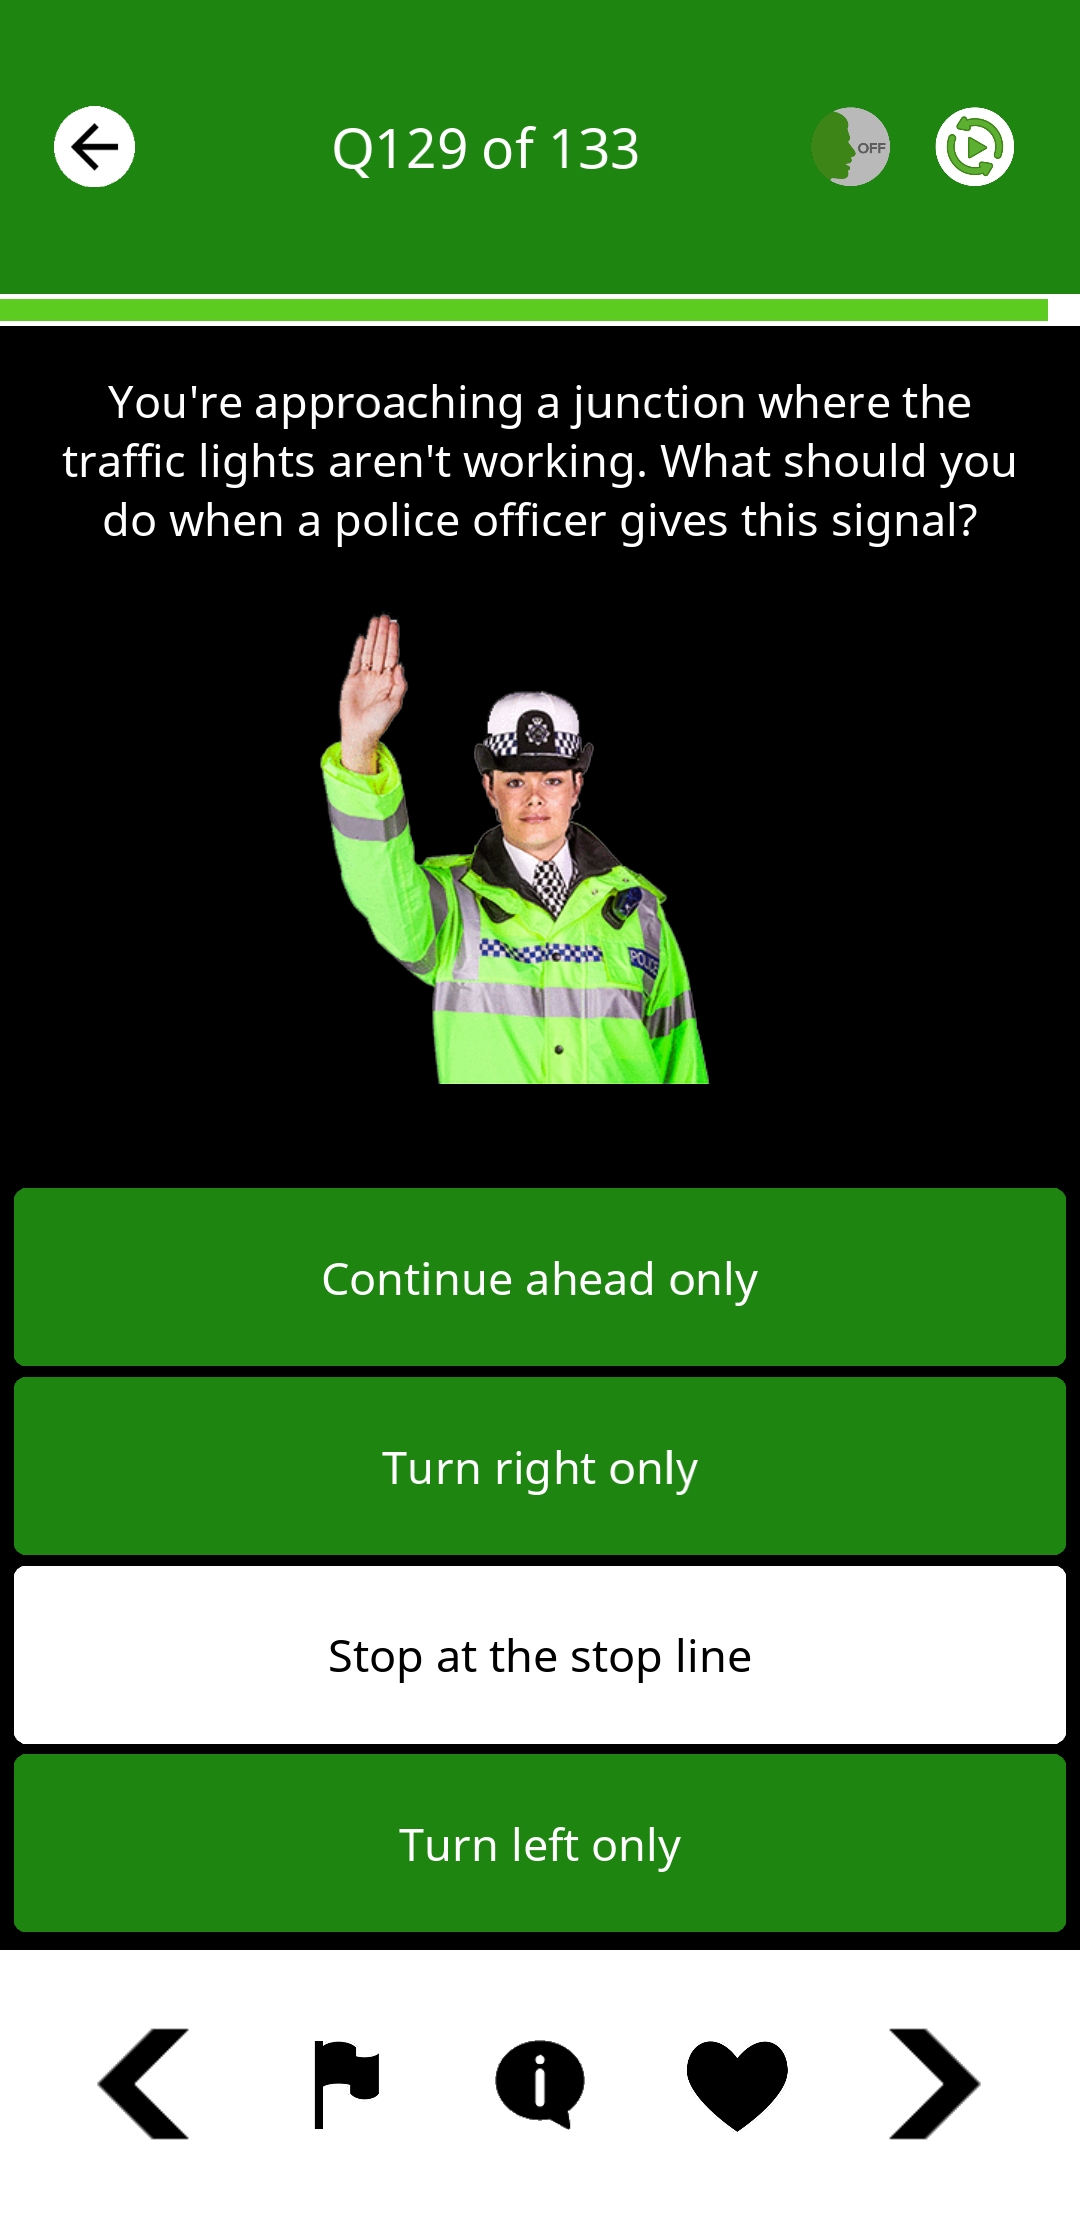 Q129 of 133
OFF
You're approaching a junction where the
traffic lights aren't working. What should you
do when a police officer gives this signal?
POLICE
Continue ahead only
Turn right only
Stop at the stop line
Turn left only